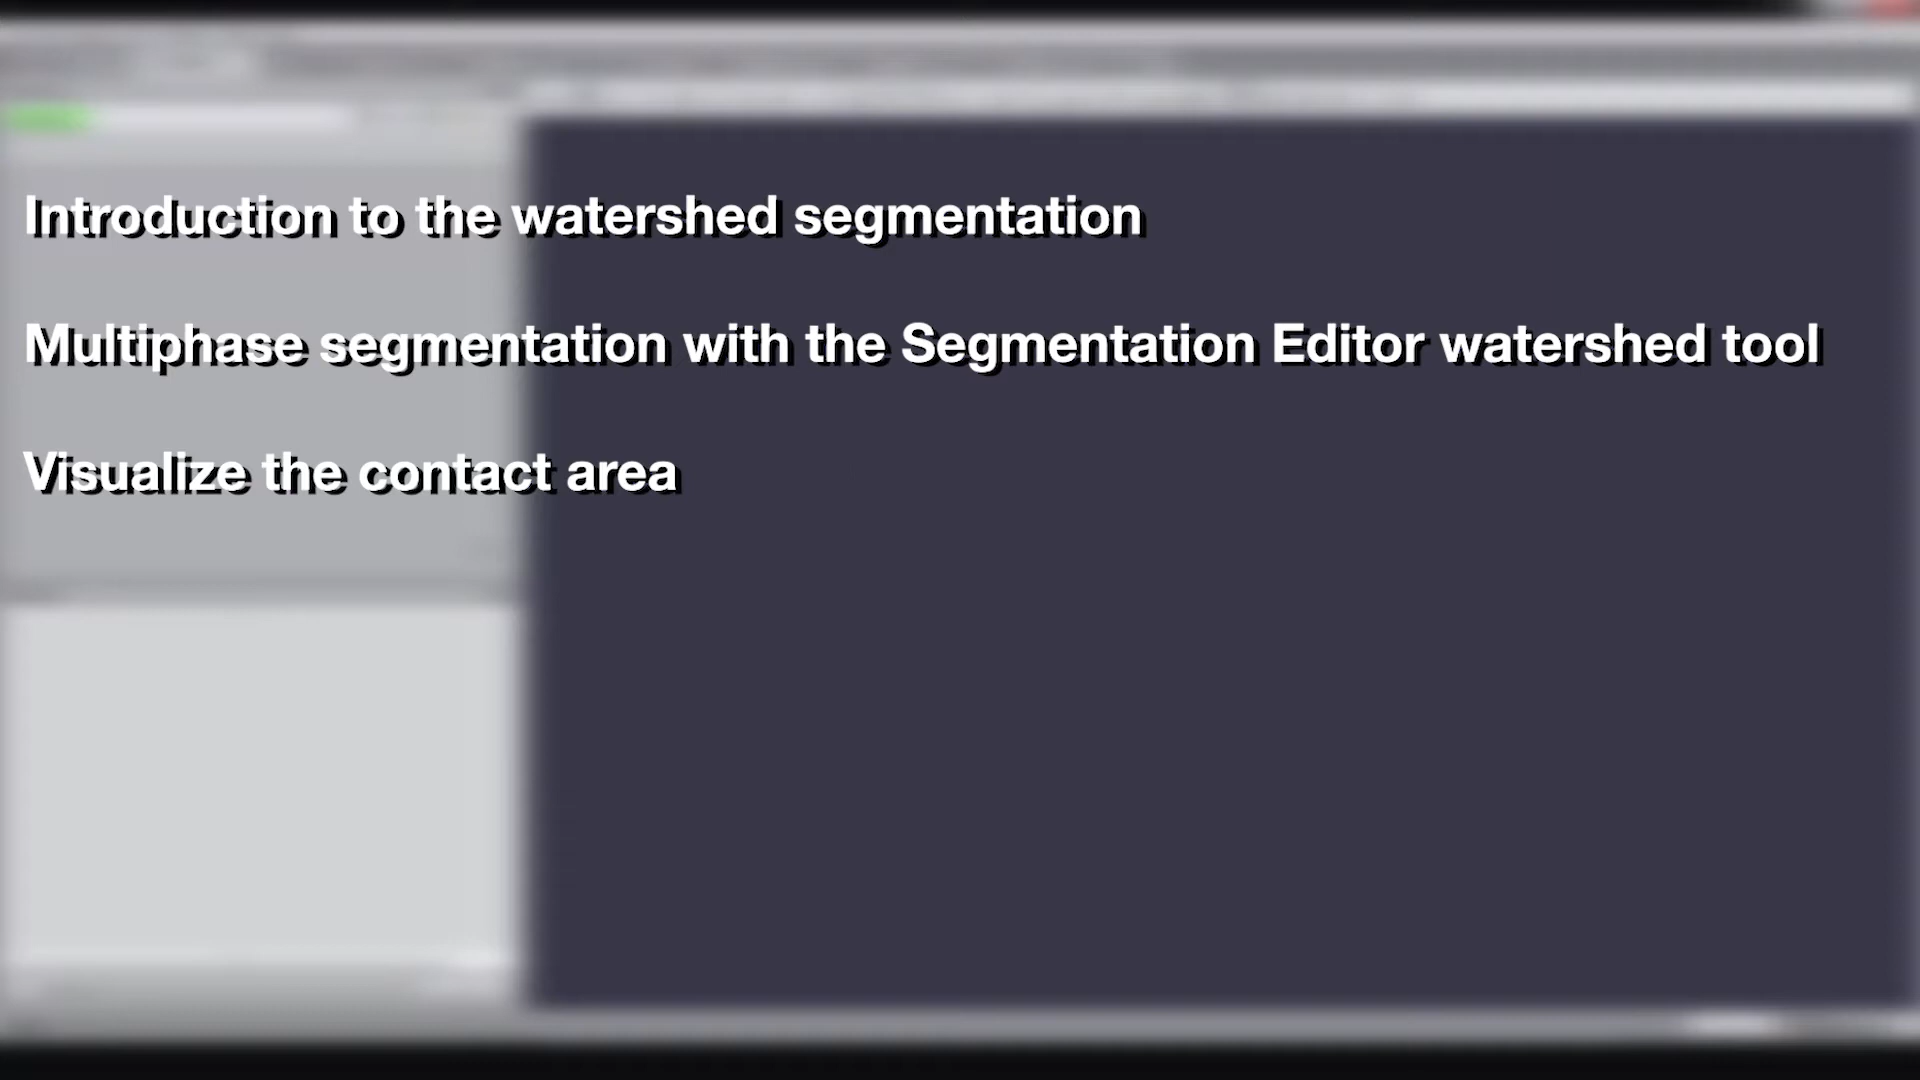 Introduction to the watershed segmentation
Multiphase segmentation with the Segmentation Editor watershed tool
Visualize the contact area